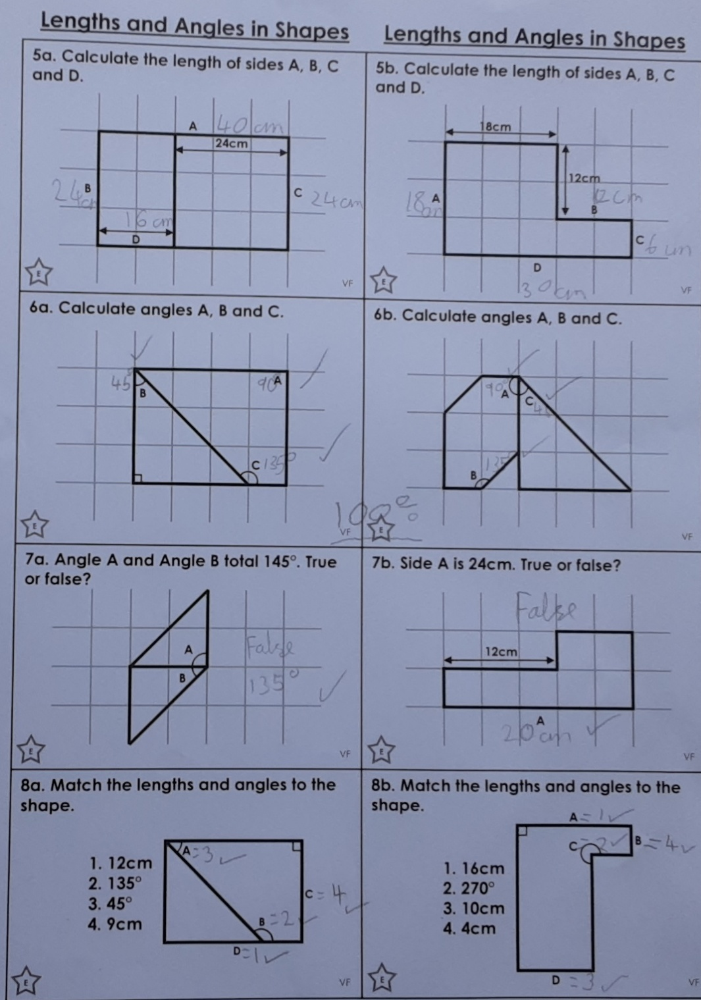 Lengths and Angles in Shapes
5a. Calculate the length of sides A, B, C
and D.
A 40 cm
24cm
B
24cm
C 24cm
16 cm
D
E
VF
Lengths and Angles in Shapes
5b. Calculate the length of sides A, B, C
and D.
18cm
12cm
A
18cm
12cm
B
C 6 cm
D
30cm
E
VF
6a. Calculate angles A, B and C.
45°
B
90°
A
C 135°
E
VF
6b. Calculate angles A, B and C.
90°
A
C 45
135
B
E
VF
7a. Angle A and Angle B total 145°. True
or false?
A
B
False
135°
E
VF
7b. Side A is 24cm. True or false?
False
12cm
A
20cm
E
VF
8a. Match the lengths and angles to the
shape.
1. 12cm
2. 135°
3. 45°
4. 9cm
A=3
C=4
B=2
D=1
E
VF
8b. Match the lengths and angles to the
shape.
1. 16cm
2. 270°
3. 10cm
4. 4cm
A=1
C=2
B=4
D=3
E
VF